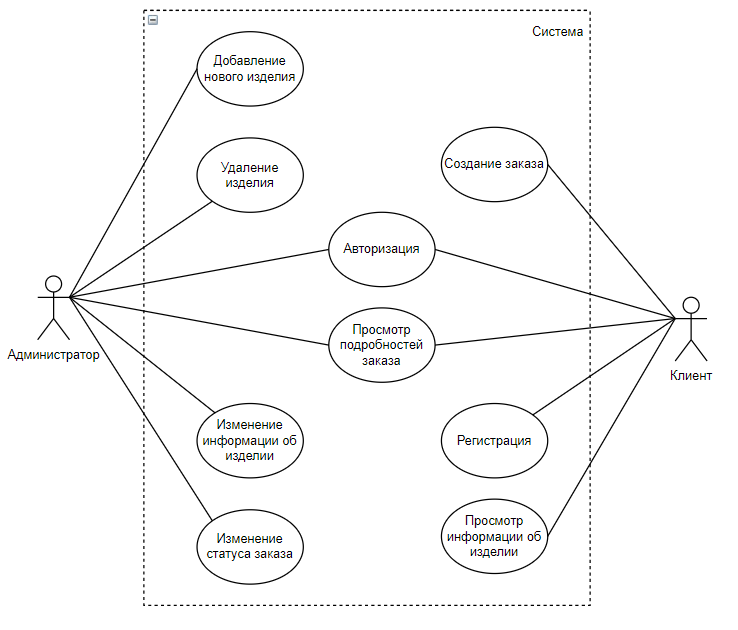 Система
Добавление
нового изделия
Удаление
изделия
Создание заказа
Авторизация
Просмотр
подробностей
заказа
Администратор
Клиент
Изменение
информации об
изделии
Регистрация
Изменение
статуса заказа
Просмотр
информации об
изделии